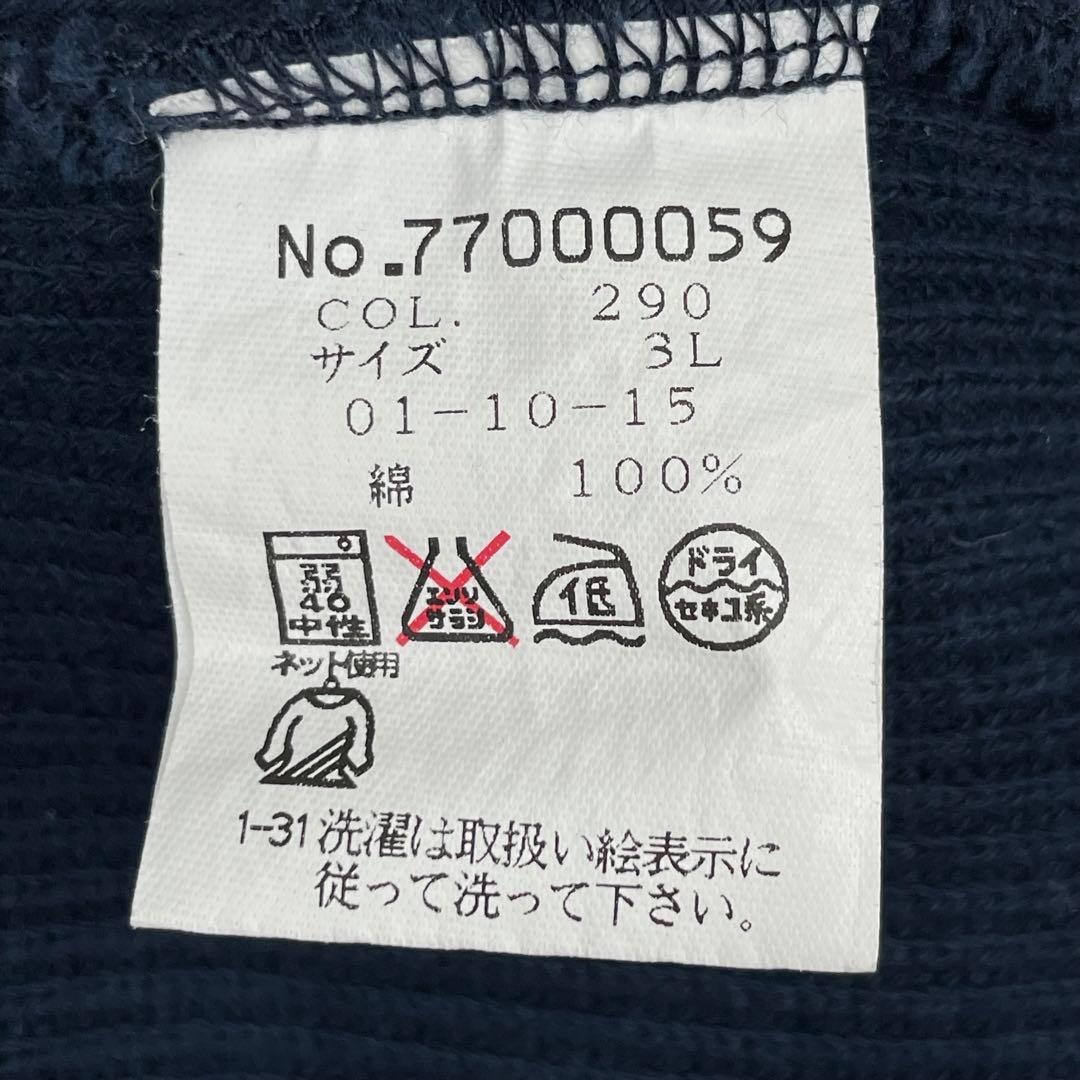 No.77000059
COL. 290
サイズ 3L
01-10-15
綿 100%
弱
40
中性
エンソ
サラシ
低
ドライ
セキユ系
ネット使用
1-31 洗濯は取扱い絵表示に
従って洗って下さい。